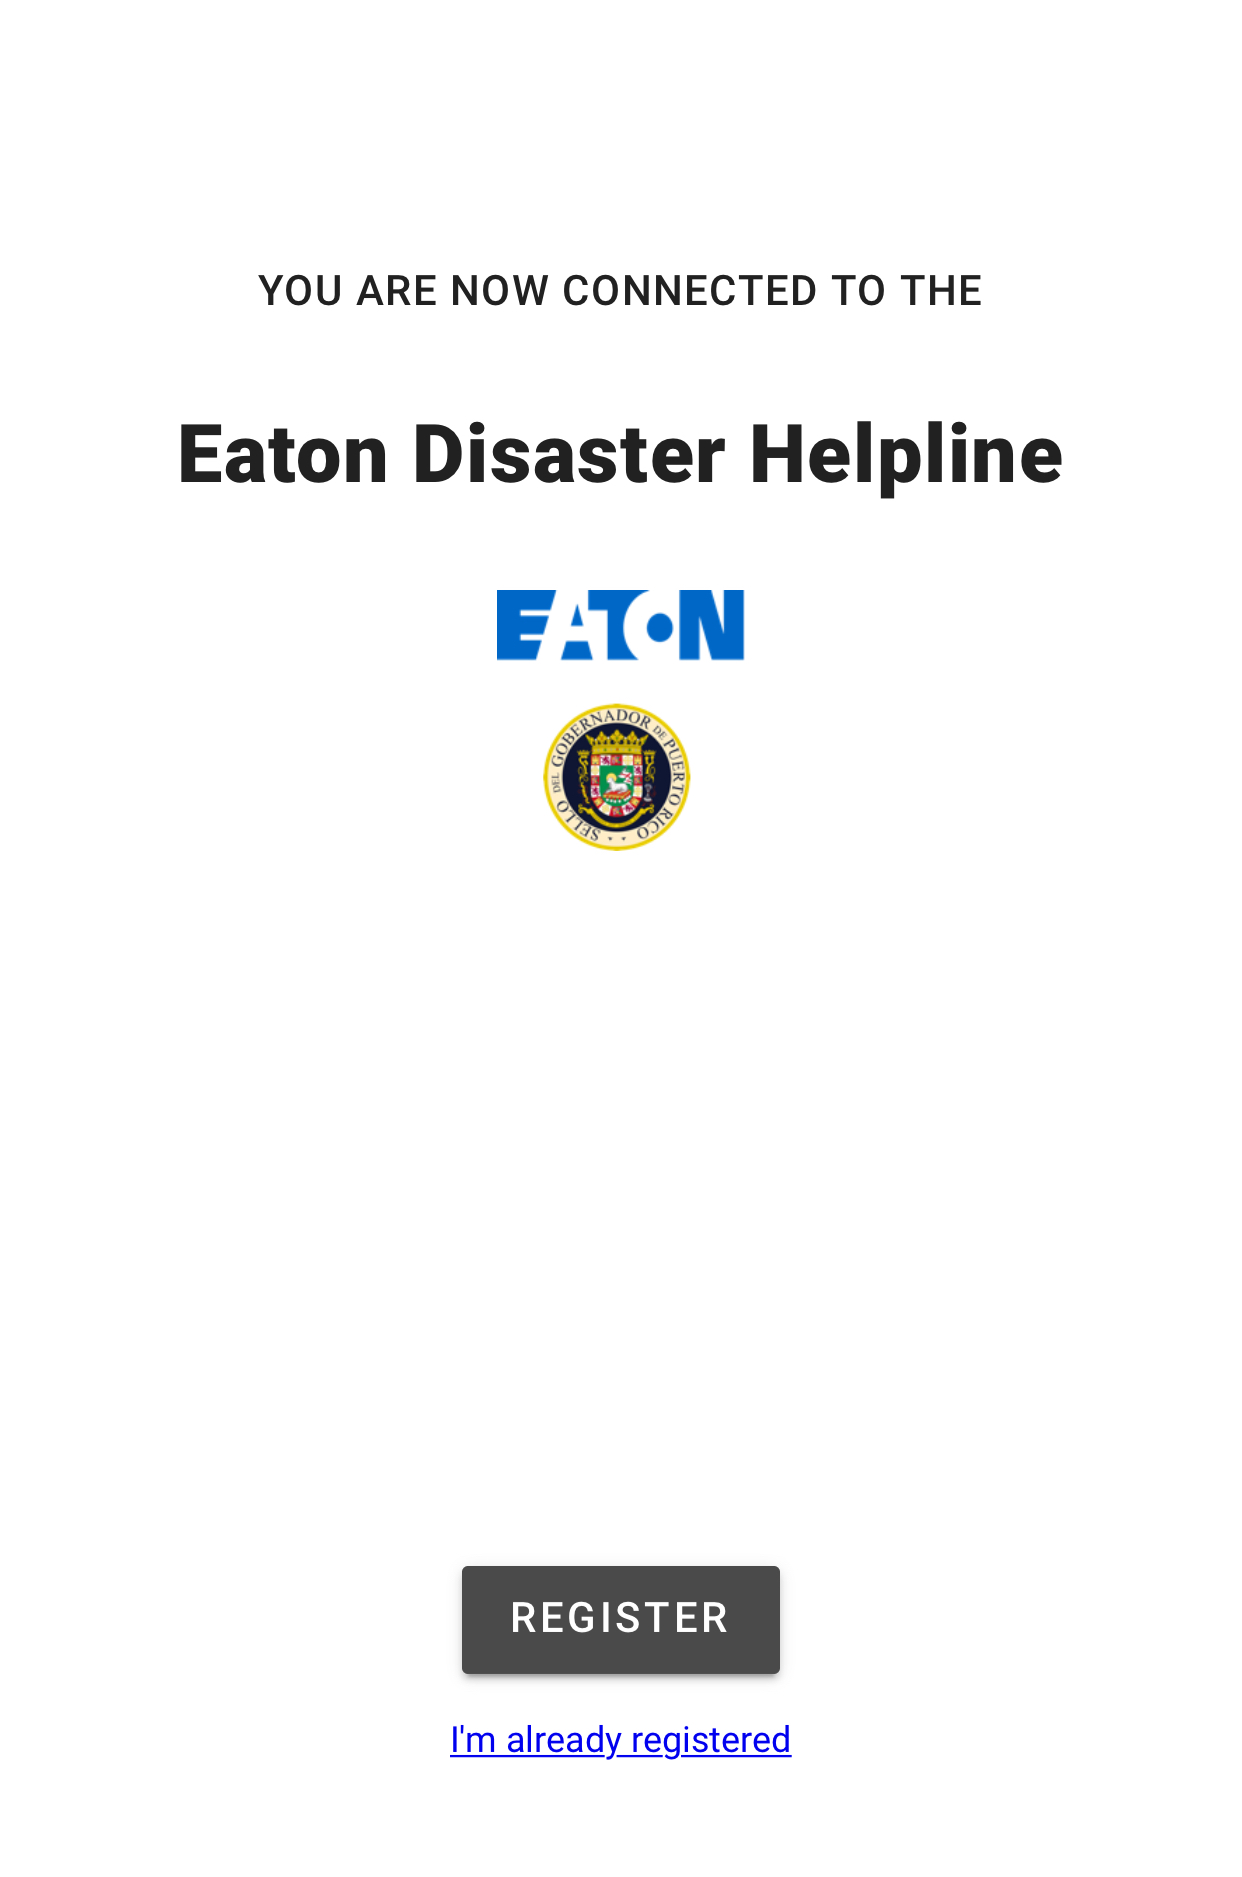 YOU ARE NOW CONNECTED TO THE
Eaton Disaster Helpline
EATON
SELLO DEL GOBERNADOR DE PUERTO RICO
REGISTER
I'm already registered